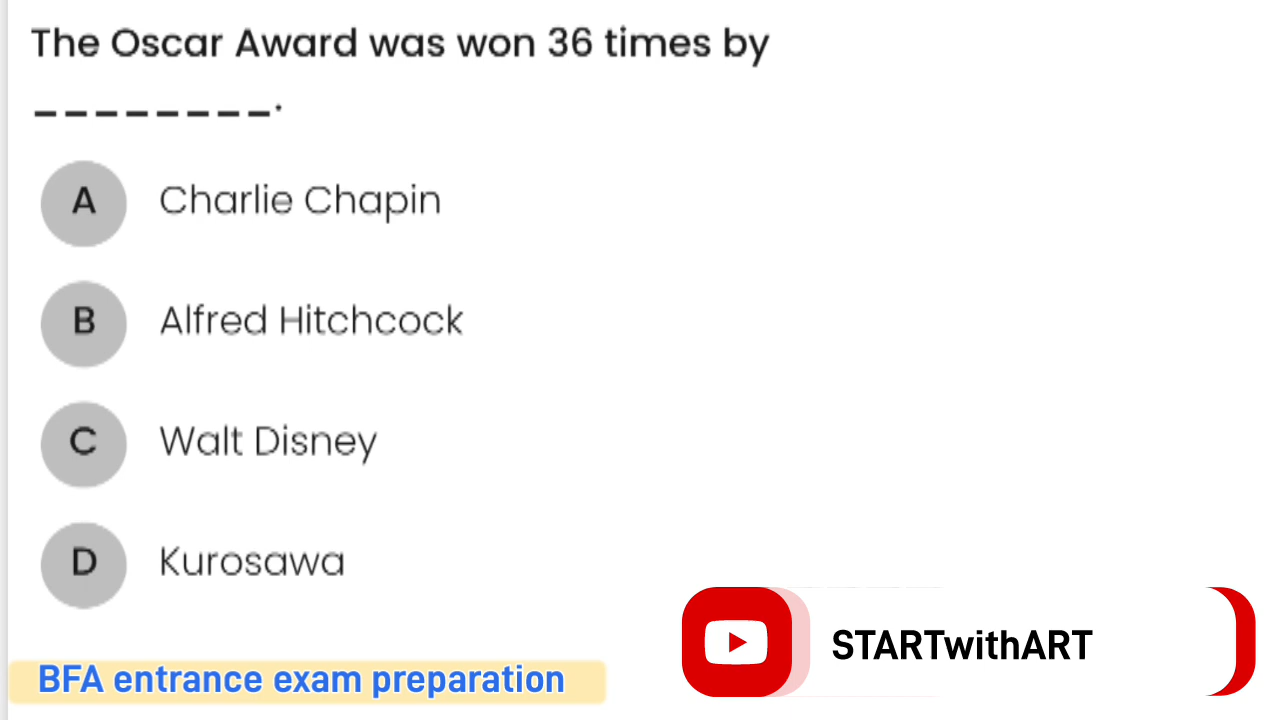 The Oscar Award was won 36 times by
________.
A Charlie Chapin
B Alfred Hitchcock
C Walt Disney
D Kurosawa
STARTwithART
BFA entrance exam preparation